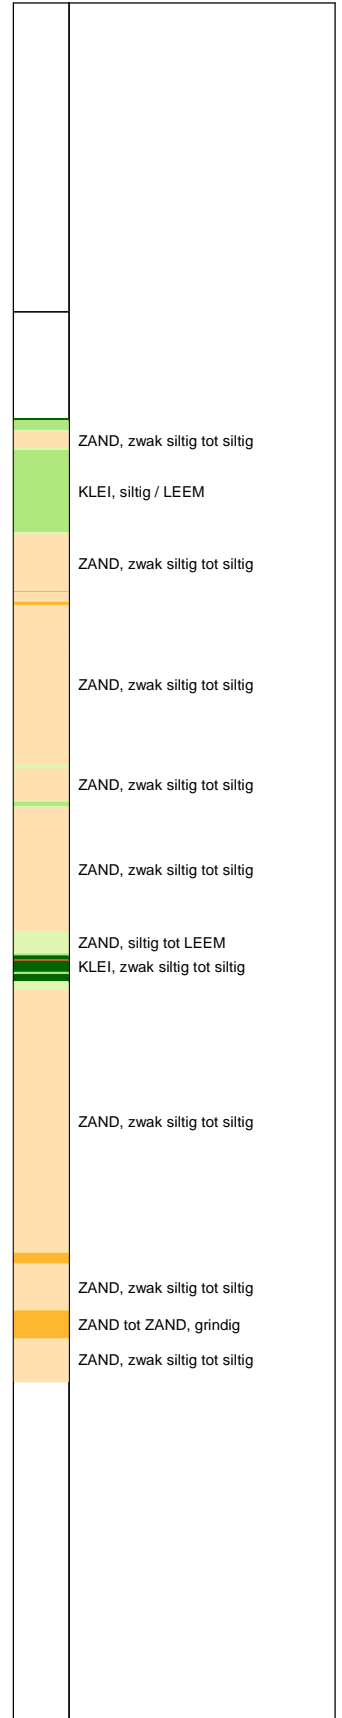 ZAND, zwak siltig tot siltig
KLEI, siltig / LEEM
ZAND, zwak siltig tot siltig
ZAND, zwak siltig tot siltig
ZAND, zwak siltig tot siltig
ZAND, zwak siltig tot siltig
ZAND, siltig tot LEEM
KLEI, zwak siltig tot siltig
ZAND, zwak siltig tot siltig
ZAND, zwak siltig tot siltig
ZAND tot ZAND, grindig
ZAND, zwak siltig tot siltig